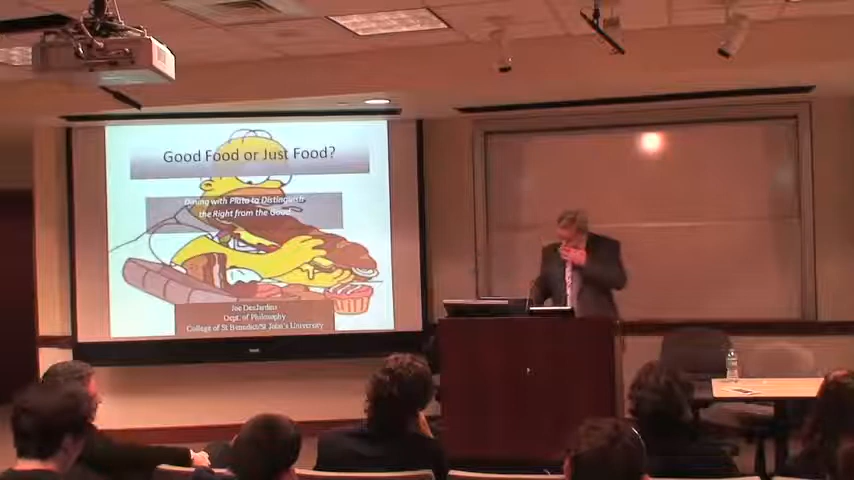 Good Food or Just Food?
Dining with Plato to Distinguish
the Right from the Good
Joe DesJardins
Dept. of Philosophy
College of St Benedict/St John's University